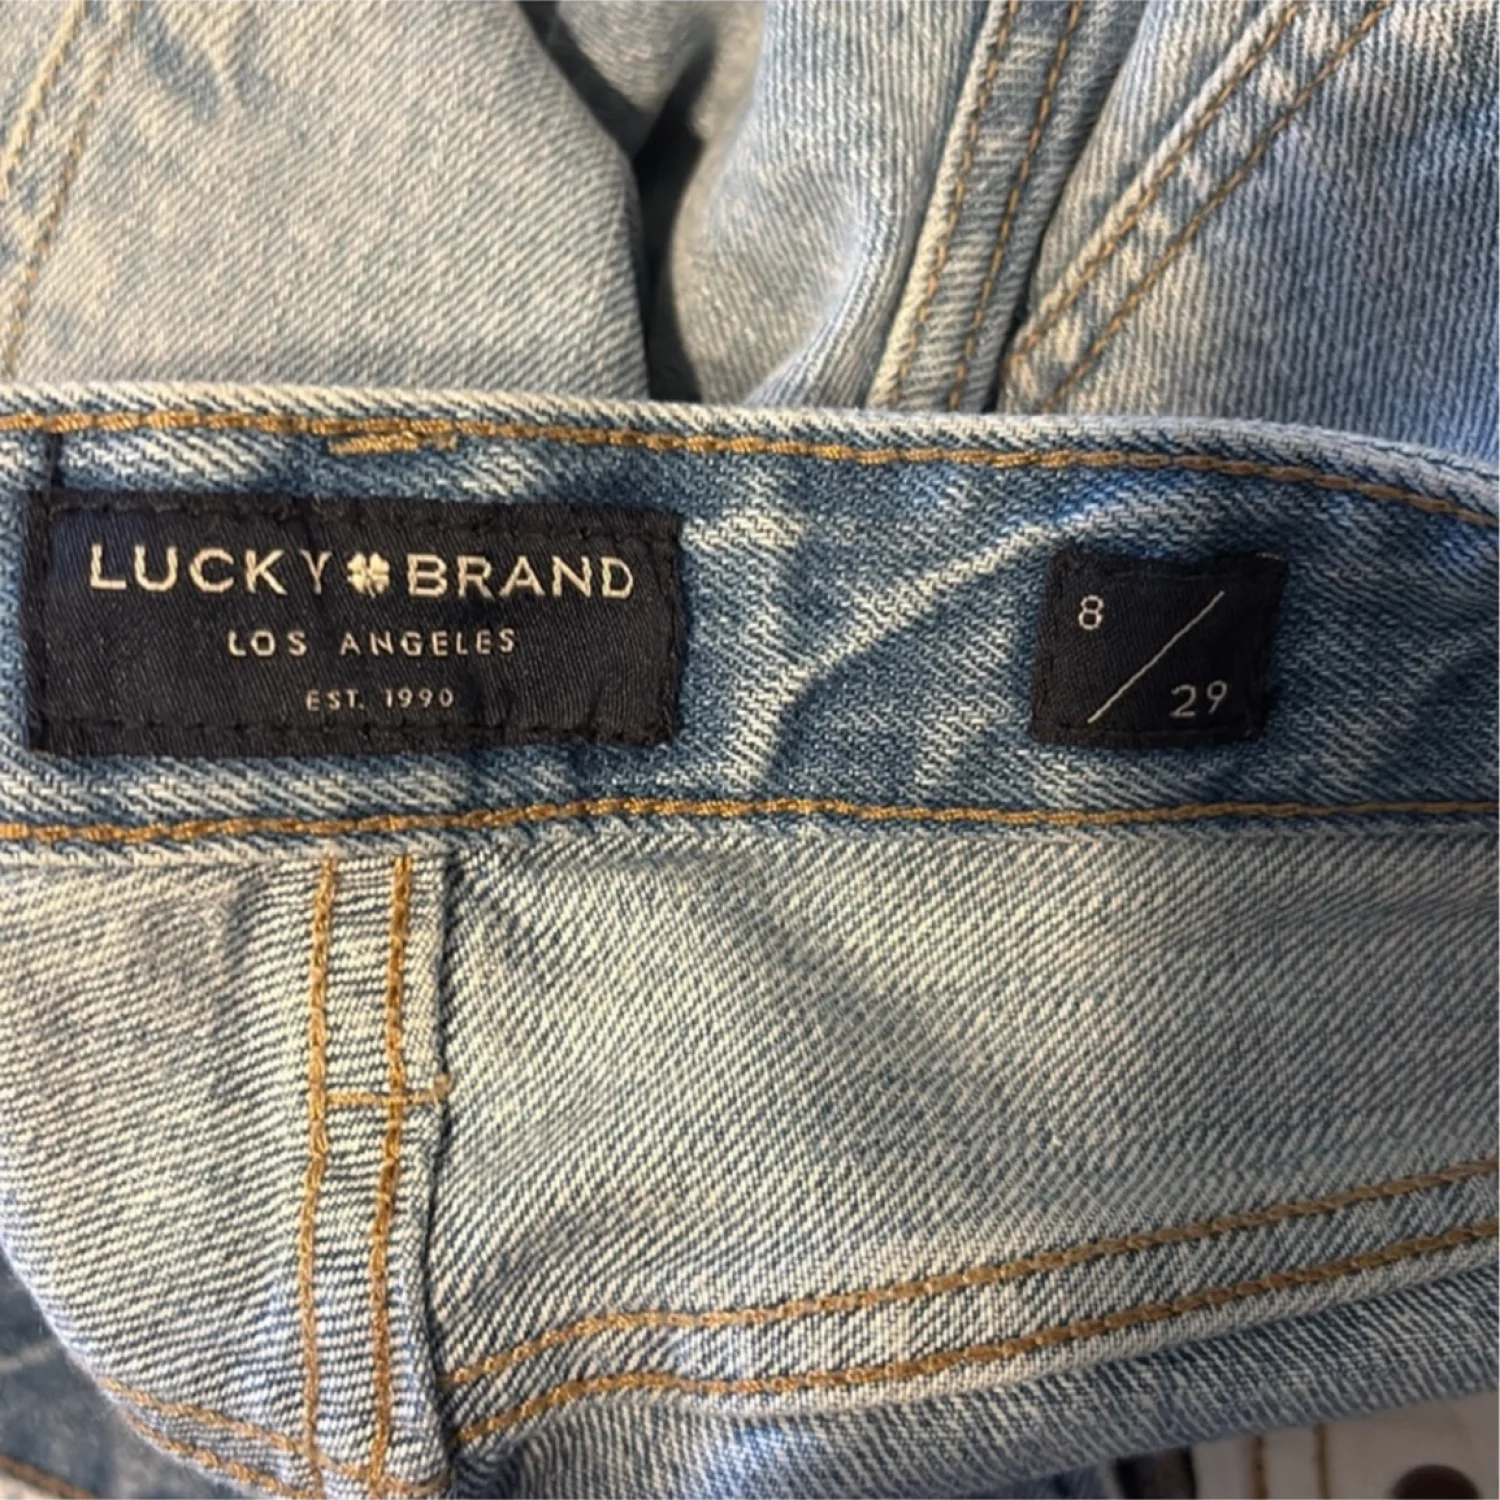 LUCKY BRAND
LOS ANGELES
EST. 1990
8
29